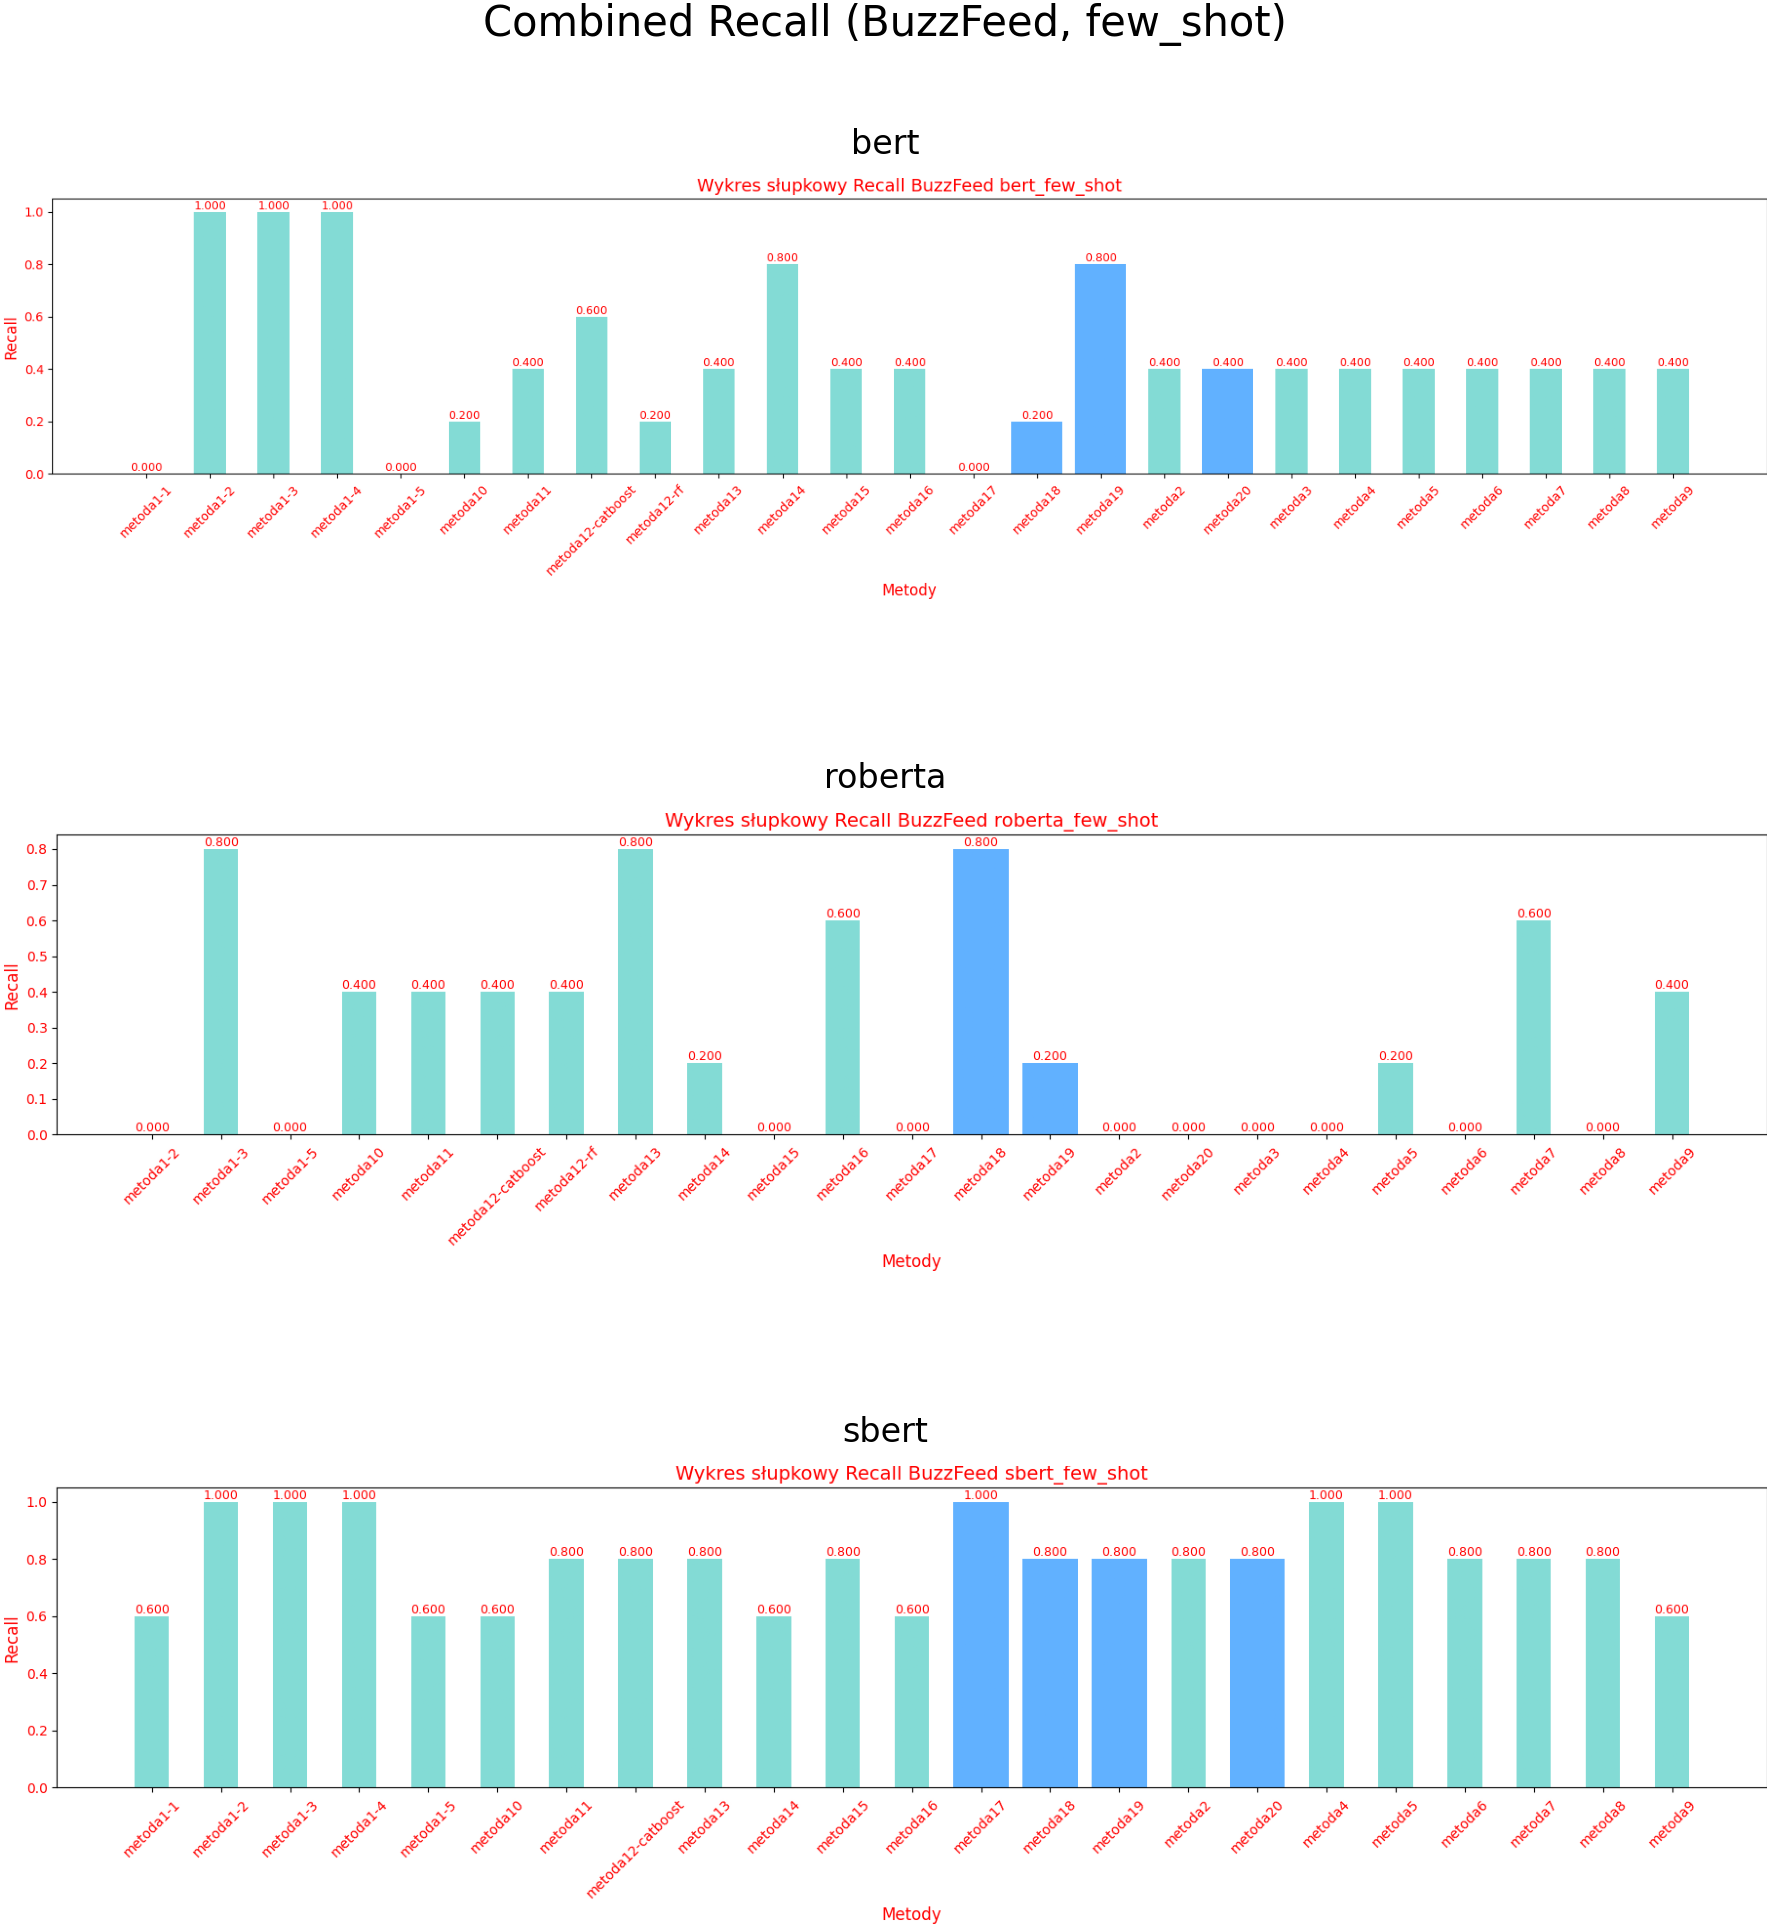 Combined Recall (BuzzFeed, few_shot)
bert
Wykres słupkowy Recall BuzzFeed bert_few_shot
1.000 1.000 1.000
1.0
0.800 0.800
0.8
0.600
0.6
Recall
0.400 0.400 0.400 0.400 0.400 0.400 0.400 0.400 0.400 0.400 0.400 0.400 0.400
0.4
0.200 0.200 0.200
0.2
0.000 0.000 0.000
0.0
metoda1-1 metoda1-2 metoda1-3 metoda1-4 metoda1-5 metoda10 metoda11 metoda12-catboost metoda12-rf metoda13 metoda14 metoda15 metoda16 metoda17 metoda18 metoda19 metoda2 metoda20 metoda3 metoda4 metoda5 metoda6 metoda7 metoda8 metoda9
Metody
roberta
Wykres słupkowy Recall BuzzFeed roberta_few_shot
0.800 0.800 0.800
0.8
0.7
0.600 0.600
0.6
0.5
Recall
0.400 0.400 0.400 0.400 0.400
0.4
0.3
0.200 0.200 0.200
0.2
0.1
0.000 0.000 0.000 0.000 0.000 0.000 0.000 0.000 0.000 0.000
0.0
metoda1-2 metoda1-3 metoda1-5 metoda10 metoda11 metoda12-catboost metoda12-rf metoda13 metoda14 metoda15 metoda16 metoda17 metoda18 metoda19 metoda2 metoda20 metoda3 metoda4 metoda5 metoda6 metoda7 metoda8 metoda9
Metody
sbert
Wykres słupkowy Recall BuzzFeed sbert_few_shot
1.000 1.000 1.000 1.000 1.000 1.000
1.0
0.800 0.800 0.800 0.800 0.800 0.800 0.800 0.800 0.800 0.800 0.800
0.8
0.600 0.600 0.600 0.600 0.600 0.600
0.6
Recall
0.4
0.2
0.0
metoda1-1 metoda1-2 metoda1-3 metoda1-4 metoda1-5 metoda10 metoda11 metoda12-catboost metoda13 metoda14 metoda15 metoda16 metoda17 metoda18 metoda19 metoda2 metoda20 metoda4 metoda5 metoda6 metoda7 metoda8 metoda9
Metody